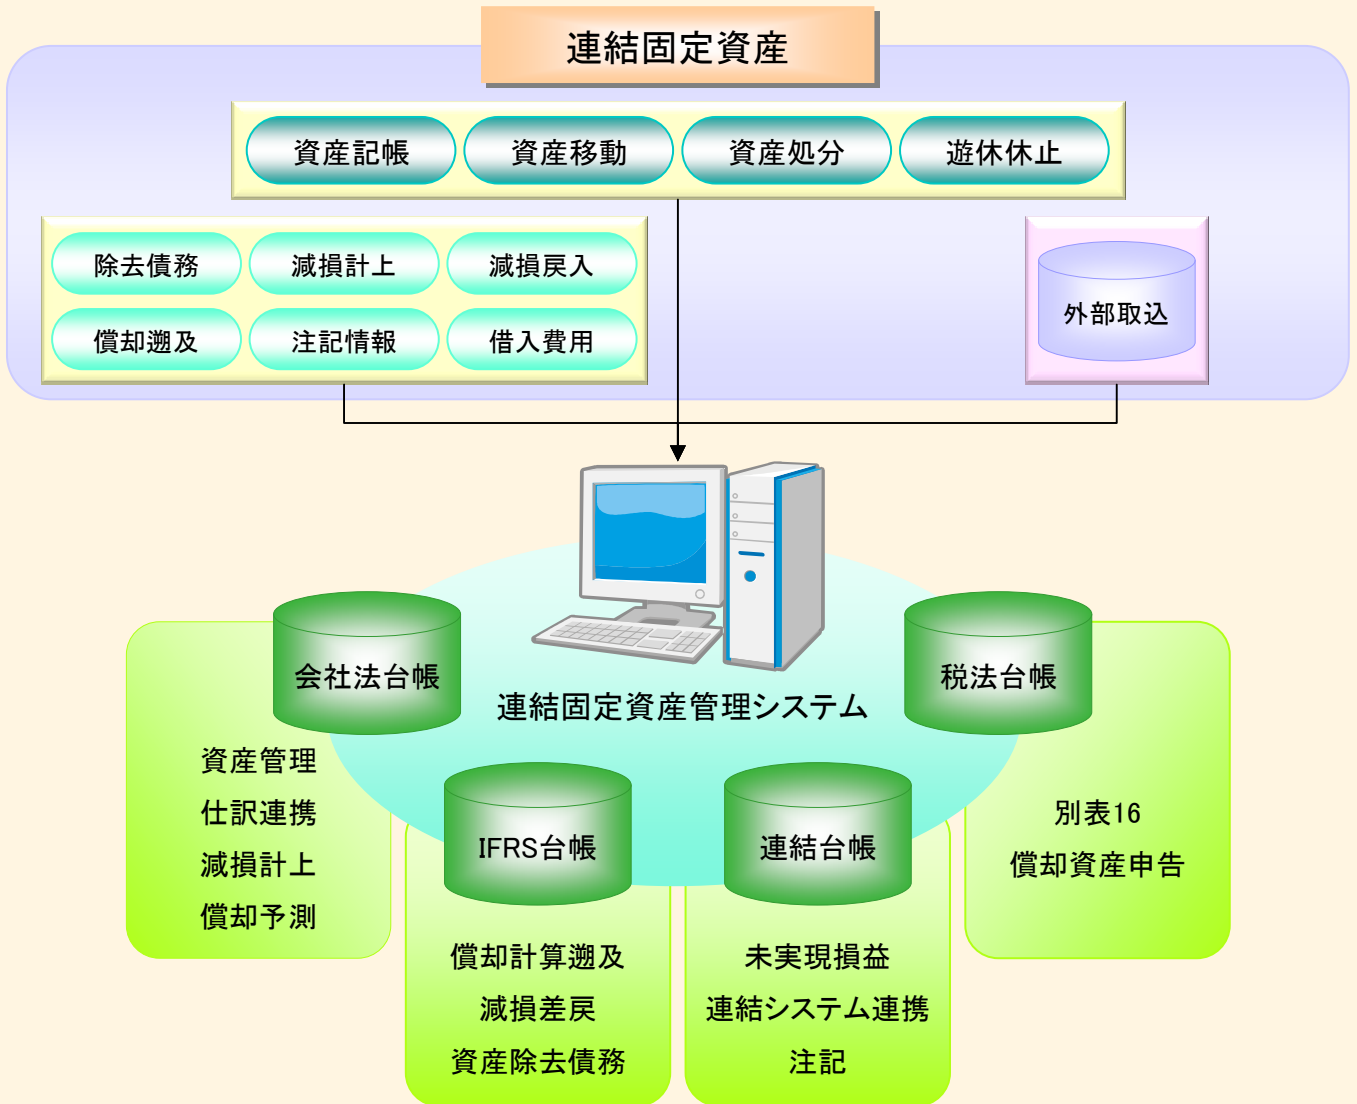 連結固定資産
資産記帳
資産移動
資産処分
遊休休止
除去債務
減損計上
減損戻入
償却遡及
注記情報
借入費用
外部取込
連結固定資産管理システム
会社法台帳
資産管理
仕訳連携
減損計上
償却予測
IFRS台帳
償却計算遡及
減損差戻
資産除去債務
連結台帳
未実現損益
連結システム連携
注記
税法台帳
別表16
償却資産申告